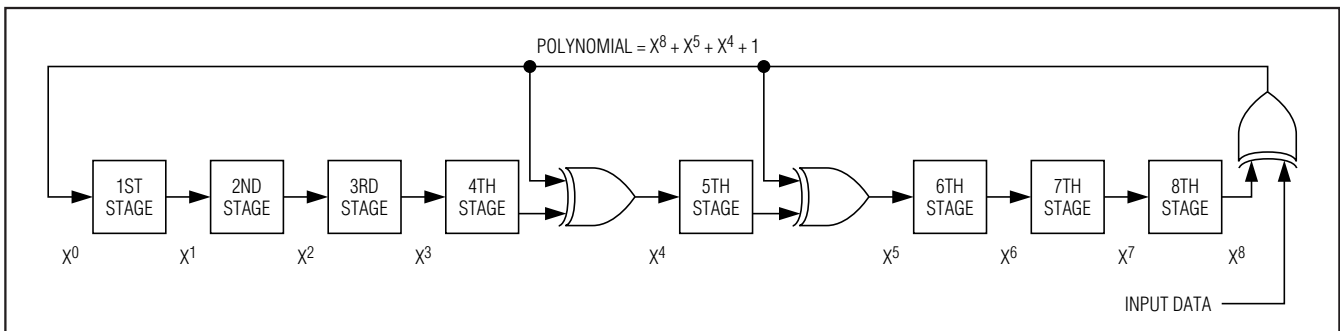 POLYNOMIAL = X⁸ + X⁵ + X⁴ + 1
1ST
STAGE
2ND
STAGE
3RD
STAGE
4TH
STAGE
5TH
STAGE
6TH
STAGE
7TH
STAGE
8TH
STAGE
X⁰
X¹
X²
X³
X⁴
X⁵
X⁶
X⁷
X⁸
INPUT DATA